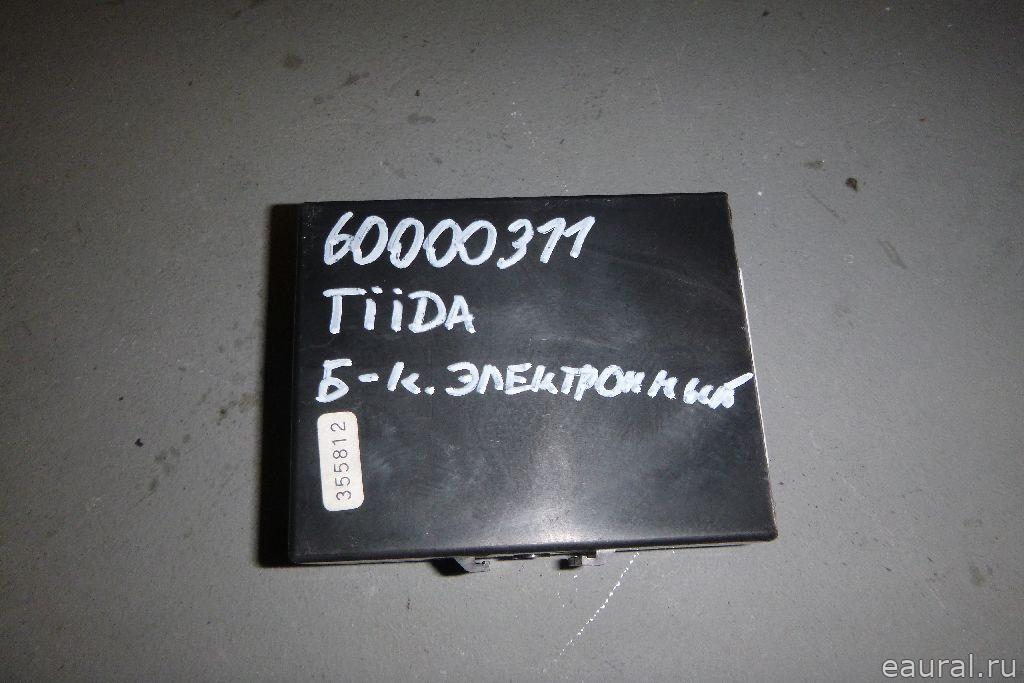 60000311
TiiDA
Б-к. ЭЛЕКТРОННЫЙ
355812
eaural.ru